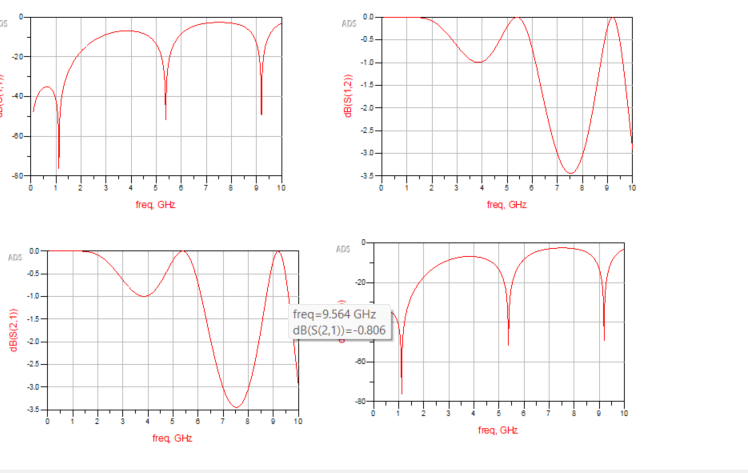 ADS
0
-20
-40
-60
-80
dB(S(1,1))
0 1 2 3 4 5 6 7 8 9 10
freq, GHz
ADS
0.0
-0.5
-1.0
-1.5
-2.0
-2.5
-3.0
-3.5
dB(S(1,2))
0 1 2 3 4 5 6 7 8 9 10
freq, GHz
ADS
0.0
-0.5
-1.0
-1.5
-2.0
-2.5
-3.0
-3.5
dB(S(2,1))
0 1 2 3 4 5 6 7 8 9 10
freq, GHz
freq=9.564 GHz
dB(S(2,1))=-0.806
ADS
0
-20
-60
-80
0 1 2 3 4 5 6 7 8 9 10
freq, GHz